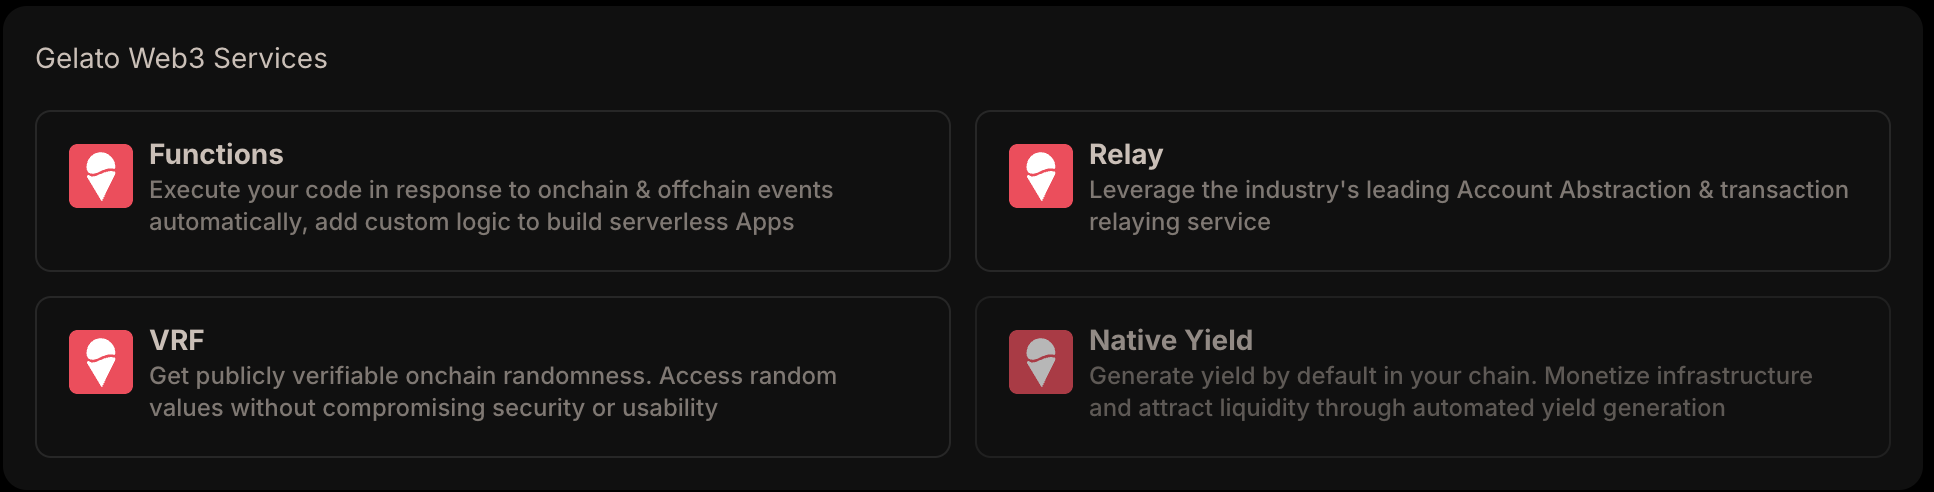 Gelato Web3 Services
Functions
Execute your code in response to onchain & offchain events
automatically, add custom logic to build serverless Apps
Relay
Leverage the industry's leading Account Abstraction & transaction
relaying service
VRF
Get publicly verifiable onchain randomness. Access random
values without compromising security or usability
Native Yield
Generate yield by default in your chain. Monetize infrastructure
and attract liquidity through automated yield generation